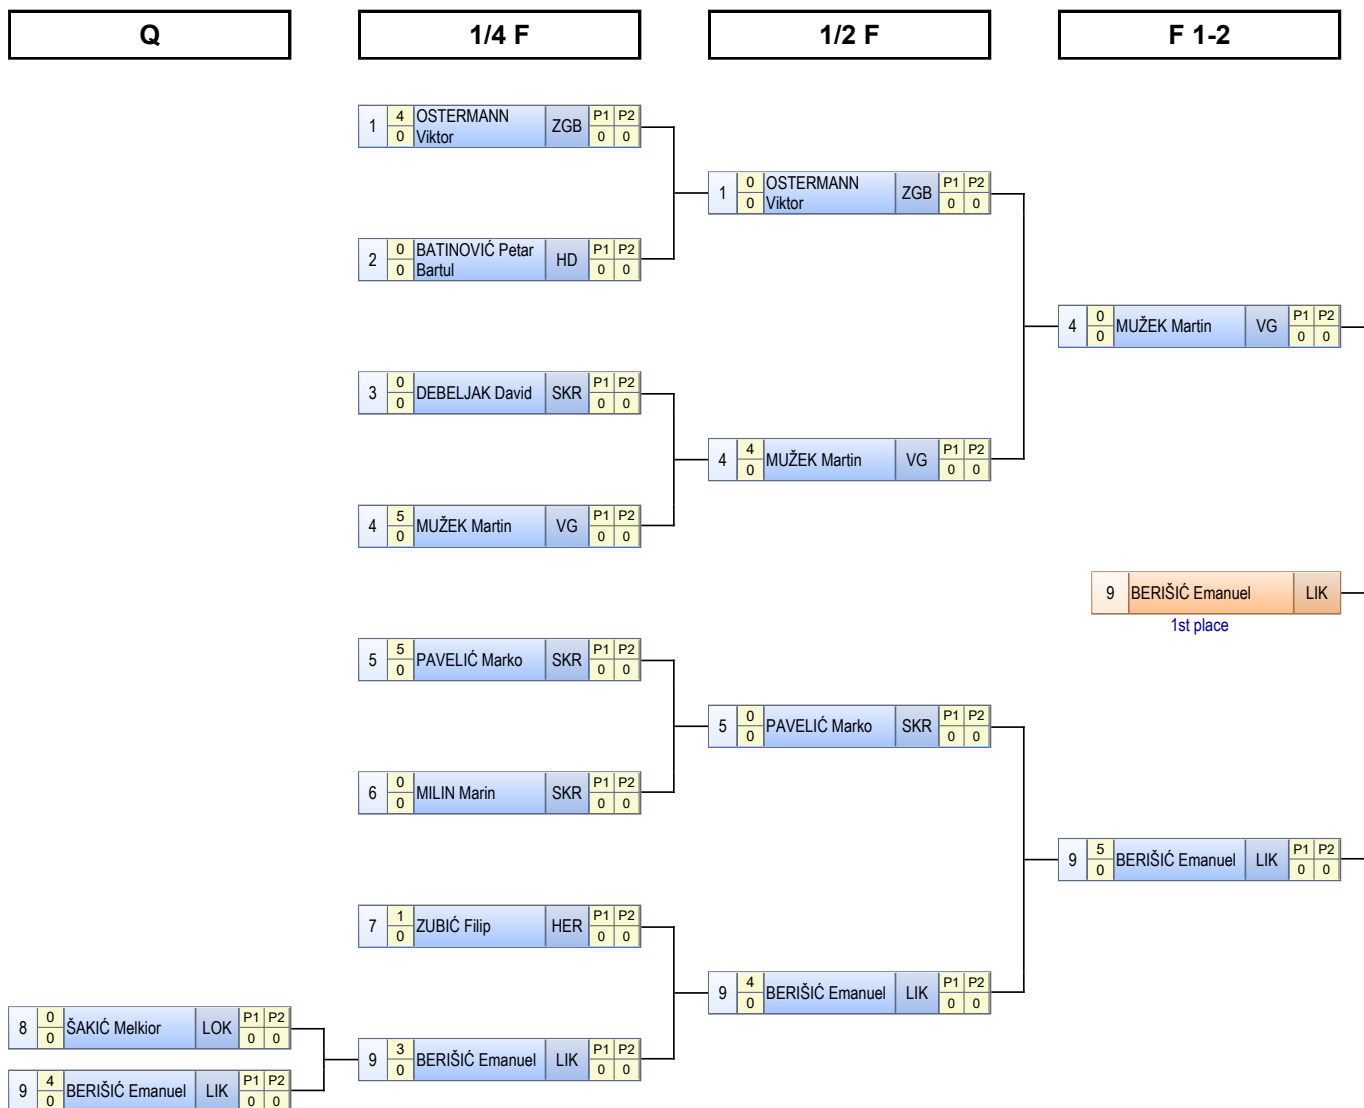 Q 1/4 F 1/2 F F 1-2
1 4 OSTERMANN ZGB P1 P2
0 Viktor 0 0
1 0 OSTERMANN ZGB P1 P2
0 Viktor 0 0
2 0 BATINOVIĆ Petar HD P1 P2
0 Bartul 0 0
4 0 MUŽEK Martin VG P1 P2
0 0 0
3 0 DEBELJAK David SKR P1 P2
0 0 0
4 4 MUŽEK Martin VG P1 P2
0 0 0
4 5 MUŽEK Martin VG P1 P2
0 0 0
9 BERIŠIĆ Emanuel LIK
1st place
5 5 PAVELIĆ Marko SKR P1 P2
0 0 0
5 0 PAVELIĆ Marko SKR P1 P2
0 0 0
6 0 MILIN Marin SKR P1 P2
0 0 0
9 5 BERIŠIĆ Emanuel LIK P1 P2
0 0 0
7 1 ZUBIĆ Filip HER P1 P2
0 0 0
9 4 BERIŠIĆ Emanuel LIK P1 P2
0 0 0
8 0 ŠAKIĆ Melkior LOK P1 P2
0 0 0
9 3 BERIŠIĆ Emanuel LIK P1 P2
0 0 0
9 4 BERIŠIĆ Emanuel LIK P1 P2
0 0 0